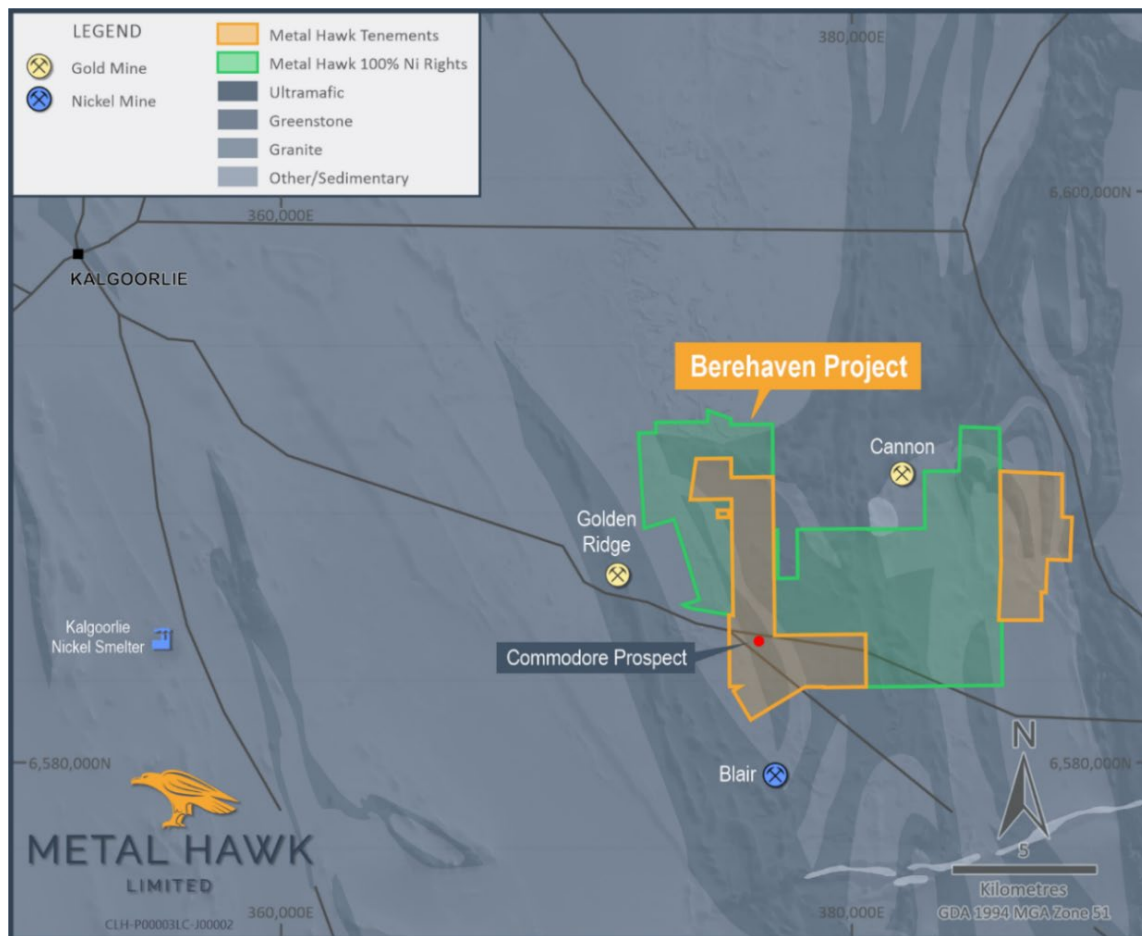 LEGEND
Gold Mine
Nickel Mine
Metal Hawk Tenements
Metal Hawk 100% Ni Rights
Ultramafic
Greenstone
Granite
Other/Sedimentary
380,000E
6,600,000N
360,000E
KALGOORLIE
Berehaven Project
Cannon
Golden
Ridge
Kalgoorlie
Nickel Smelter
Commodore Prospect
6,580,000N
Blair
6,580,000N
N
METAL HAWK
LIMITED
5
Kilometres
GDA 1994 MGA Zone 51
CLH-P00003LC-J00002
360,000E
380,000E